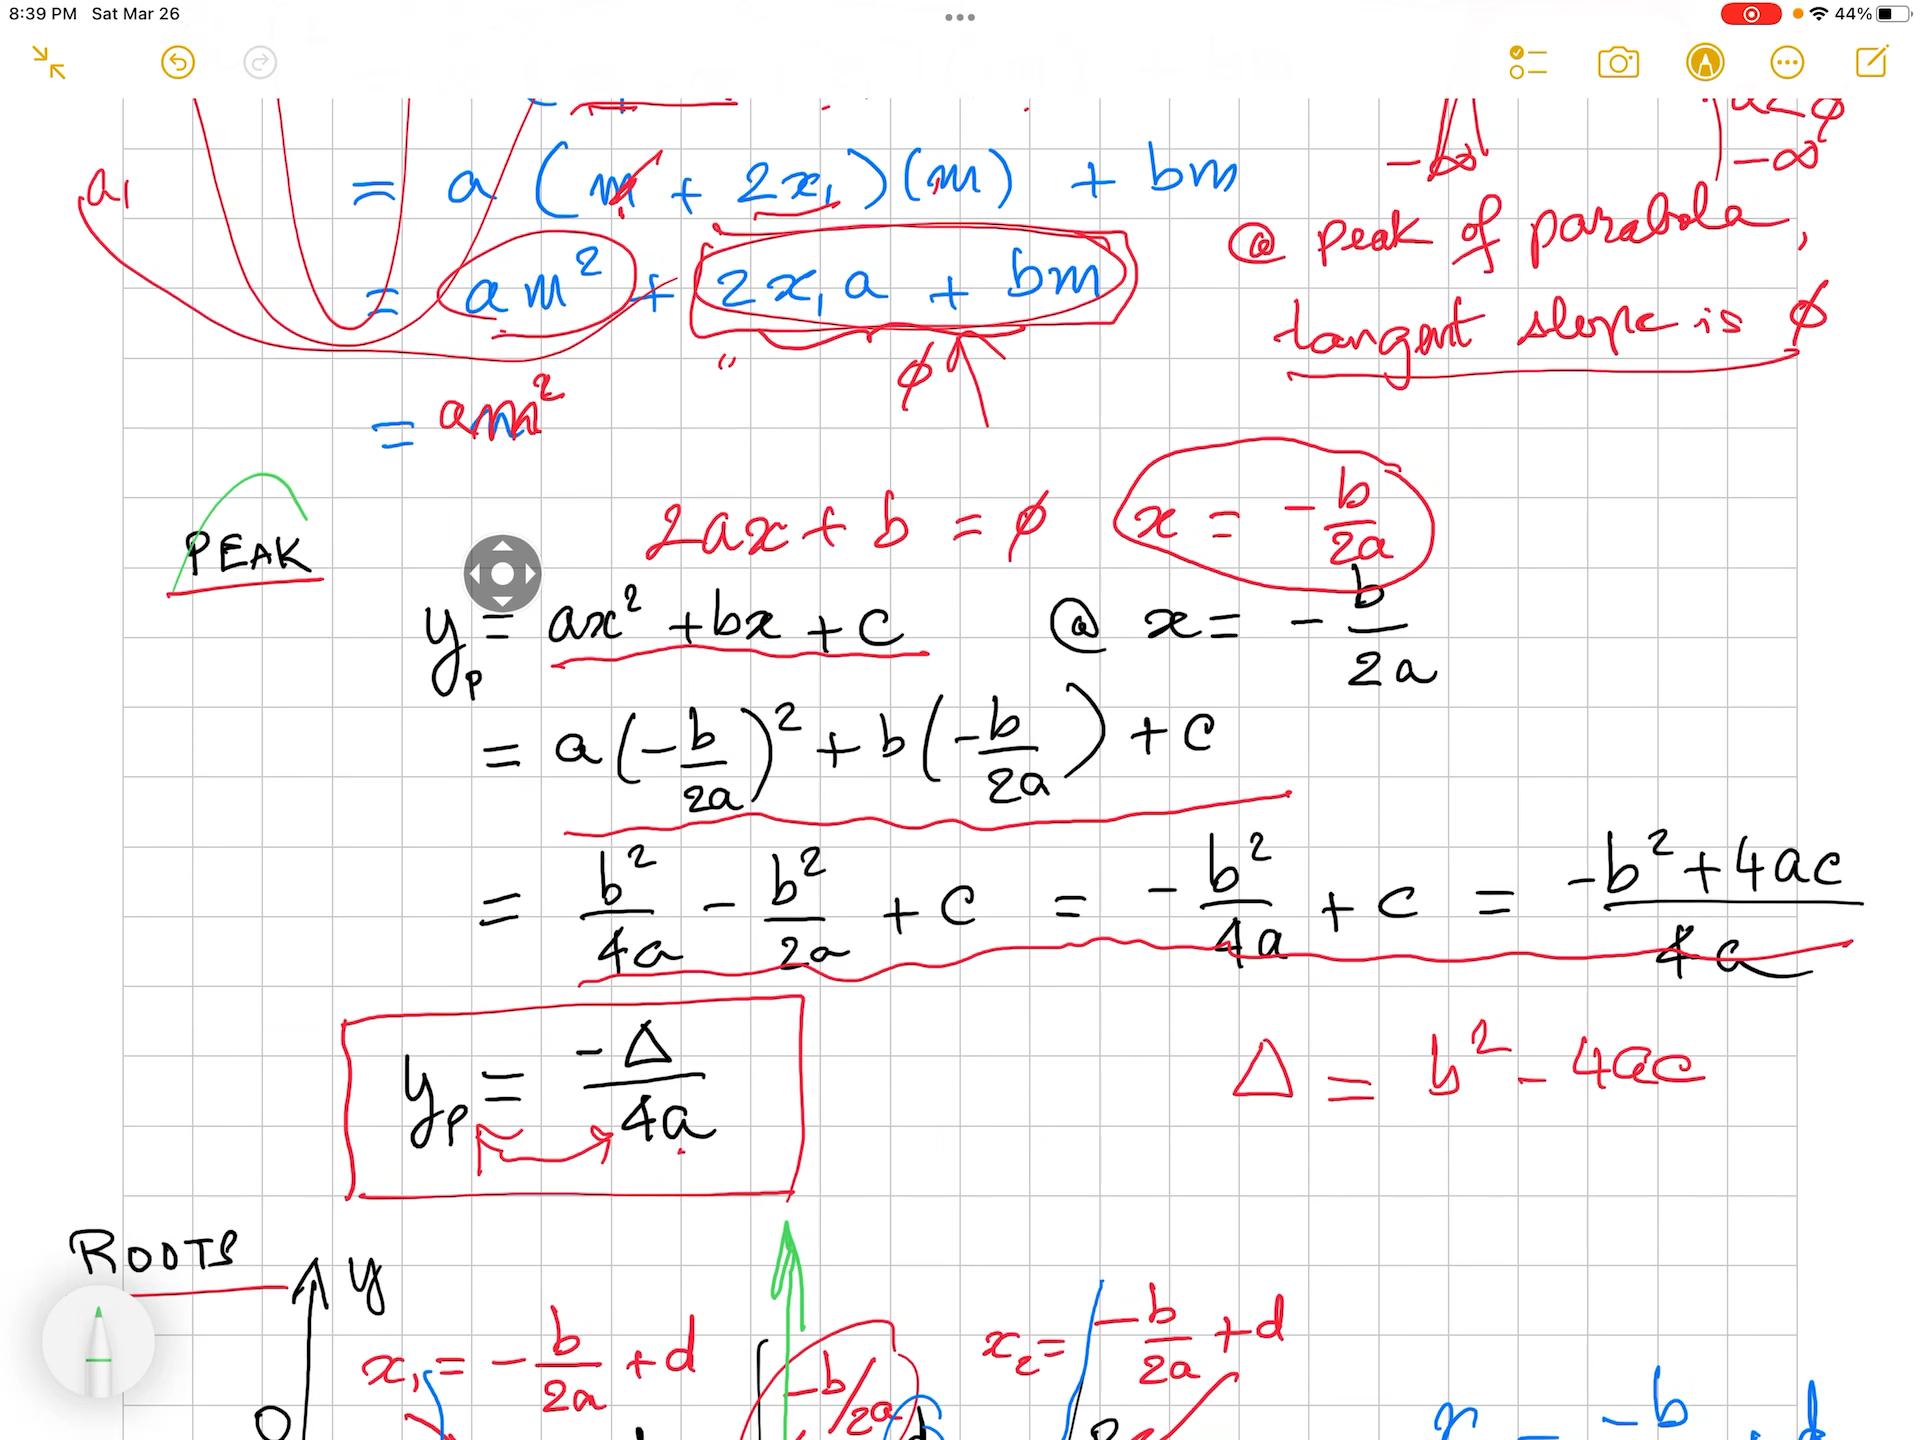 8:39 PM Sat Mar 26
44%
a₁
= a (m + 2x₁)(m) + bm
-∞
-∞
= am² + 2x₁a + bm
@ peak of parabola,
tangent slope is ϕ
ϕ
= am²
PEAK
2ax + b = ϕ x = -b/2a
yₚ = ax² + bx + c @ x = -b/2a
= a(-b/2a)² + b(-b/2a) + c
= b²/4a - b²/2a + c = -b²/4a + c = (-b² + 4ac)/4a
yₚ = -Δ/4a
Δ = b² - 4ac
ROOTS
y
x₁ = -b/2a + d
-b/2a
x₂ = -b/2a + d